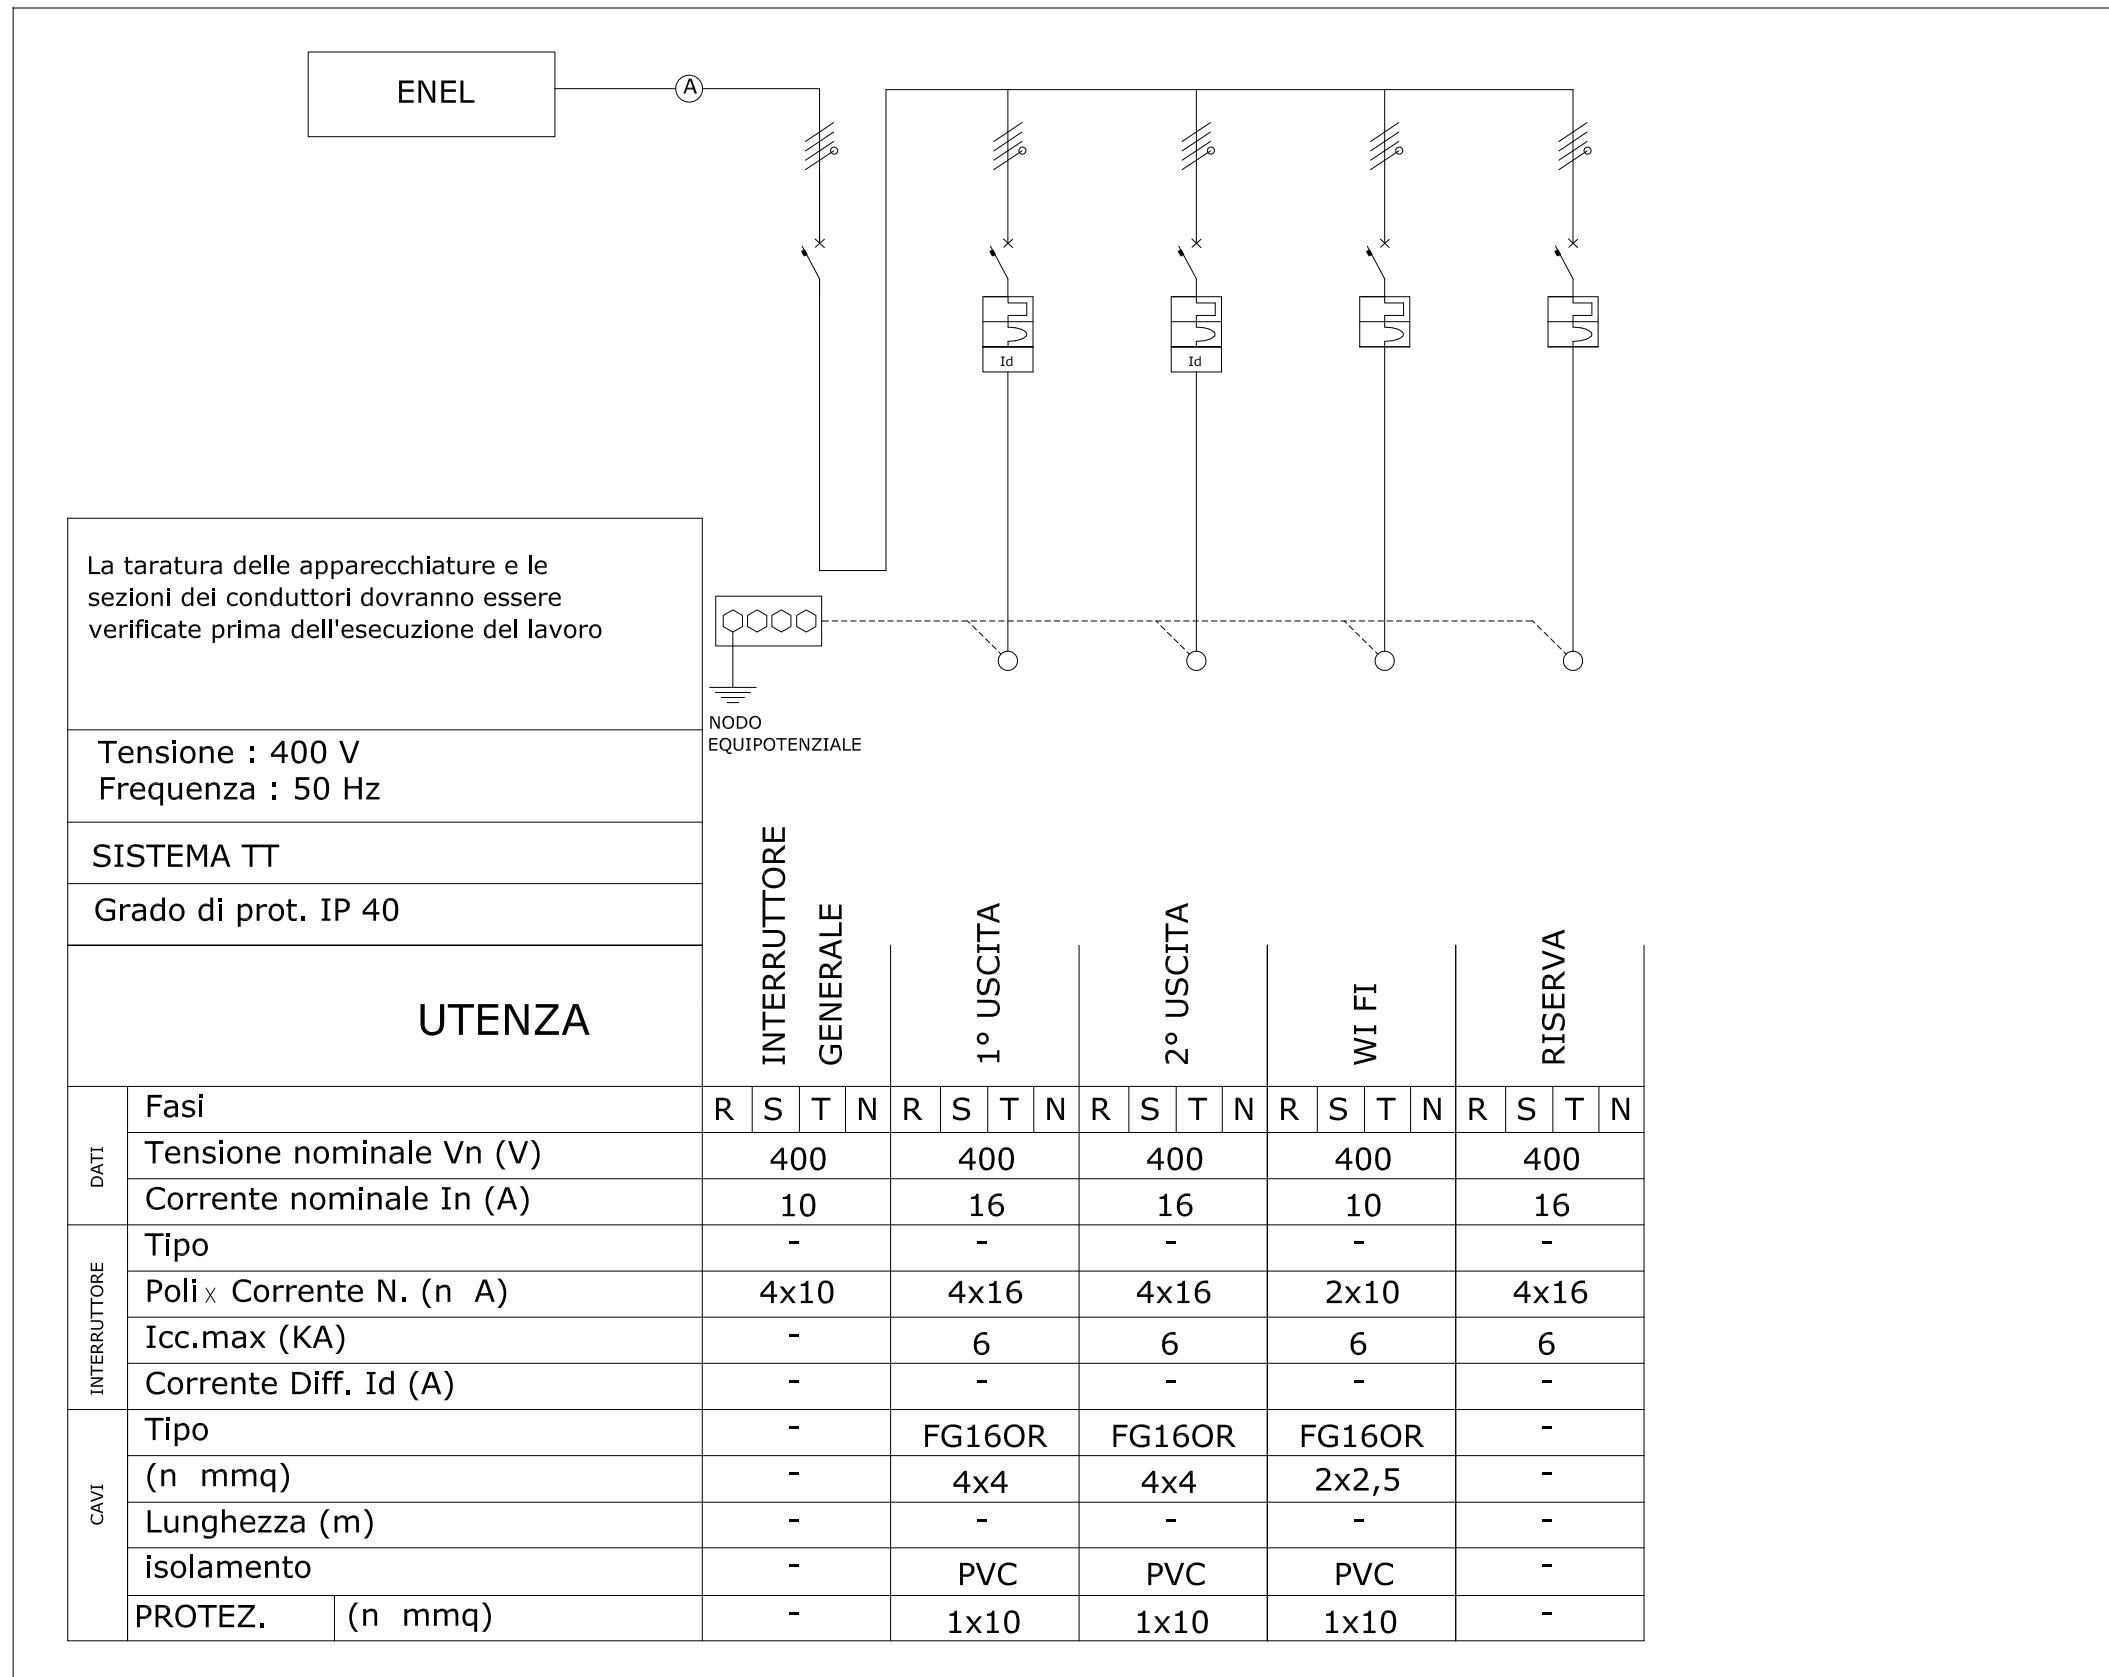 ENEL
A
Id
Id
La taratura delle apparecchiature e le
sezioni dei conduttori dovranno essere
verificate prima dell'esecuzione del lavoro
NODO
EQUIPOTENZIALE
Tensione : 400 V
Frequenza : 50 Hz
SISTEMA TT
Grado di prot. IP 40
UTENZA
INTERRUTTORE
GENERALE
1° USCITA
2° USCITA
WI FI
RISERVA
DATI
Fasi R S T N R S T N R S T N R S T N R S T N
Tensione nominale Vn (V) 400 400 400 400 400
Corrente nominale In (A) 10 16 16 10 16
INTERRUTTORE
Tipo - - - - -
Poli x Corrente N. (n A) 4x10 4x16 4x16 2x10 4x16
Icc.max (KA) - 6 6 6 6
Corrente Diff. Id (A) - - - - -
CAVI
Tipo - FG16OR FG16OR FG16OR -
(n mmq) - 4x4 4x4 2x2,5 -
Lunghezza (m) - - - - -
isolamento - PVC PVC PVC -
PROTEZ. (n mmq) - 1x10 1x10 1x10 -